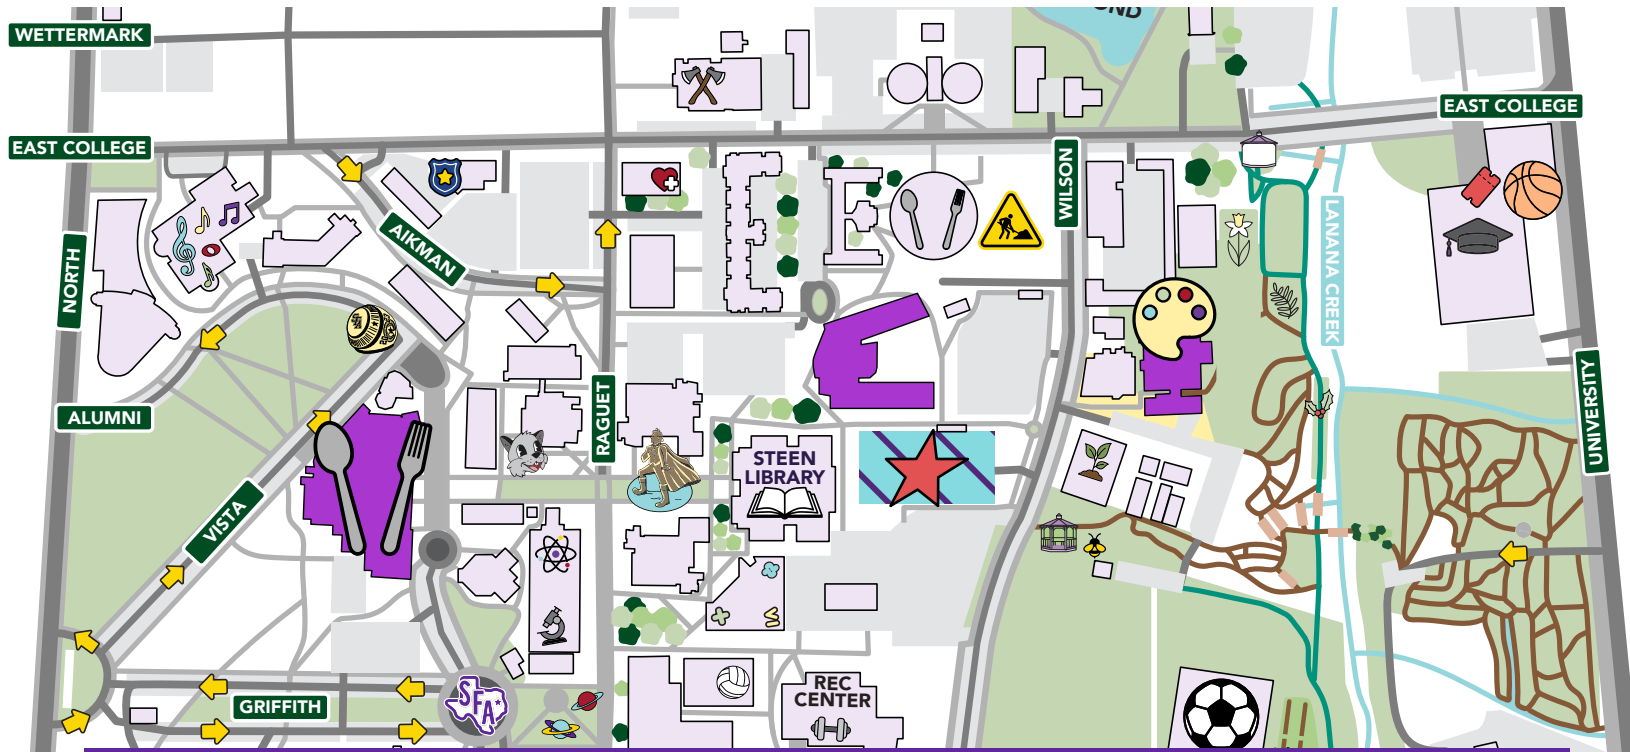 OND
WETTERMARK
EAST COLLEGE
EAST COLLEGE
WILSON
LANANA CREEK
AIKMAN
NORTH
ALUMNI
RAGUET
UNIVERSITY
STEEN
LIBRARY
VISTA
GRIFFITH
SFA
REC
CENTER